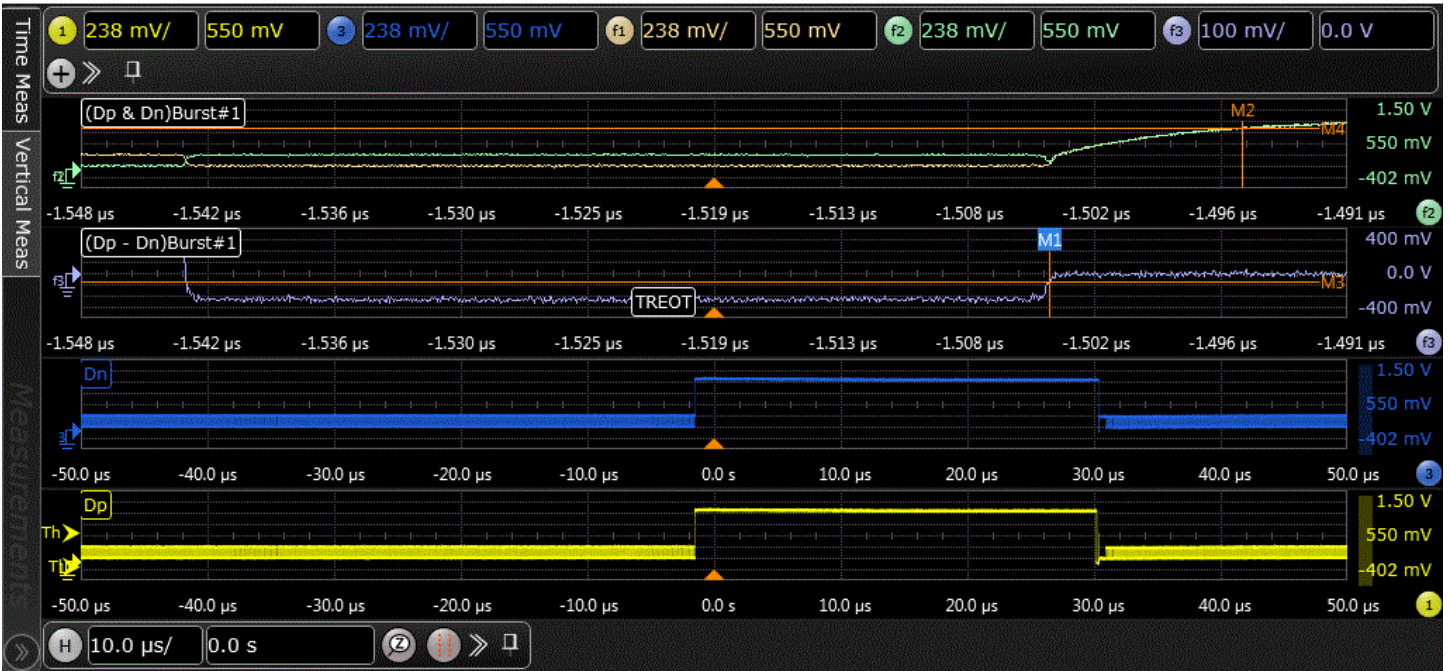 Time Meas
Vertical Meas
Measurements
1 238 mV/ 550 mV 3 238 mV/ 550 mV f1 238 mV/ 550 mV f2 238 mV/ 550 mV f3 100 mV/ 0.0 V
(Dp & Dn)Burst#1
M2
1.50 V
M4
550 mV
f2
-402 mV
-1.548 µs -1.542 µs -1.536 µs -1.530 µs -1.525 µs -1.519 µs -1.513 µs -1.508 µs -1.502 µs -1.496 µs -1.491 µs f2
(Dp - Dn)Burst#1
M1
400 mV
f3
0.0 V
M3
TREOT
-400 mV
-1.548 µs -1.542 µs -1.536 µs -1.530 µs -1.525 µs -1.519 µs -1.513 µs -1.508 µs -1.502 µs -1.496 µs -1.491 µs f3
Dn
1.50 V
550 mV
3
-402 mV
-50.0 µs -40.0 µs -30.0 µs -20.0 µs -10.0 µs 0.0 s 10.0 µs 20.0 µs 30.0 µs 40.0 µs 50.0 µs 3
Dp
1.50 V
Th
550 mV
-402 mV
-50.0 µs -40.0 µs -30.0 µs -20.0 µs -10.0 µs 0.0 s 10.0 µs 20.0 µs 30.0 µs 40.0 µs 50.0 µs 1
H 10.0 µs/ 0.0 s Z